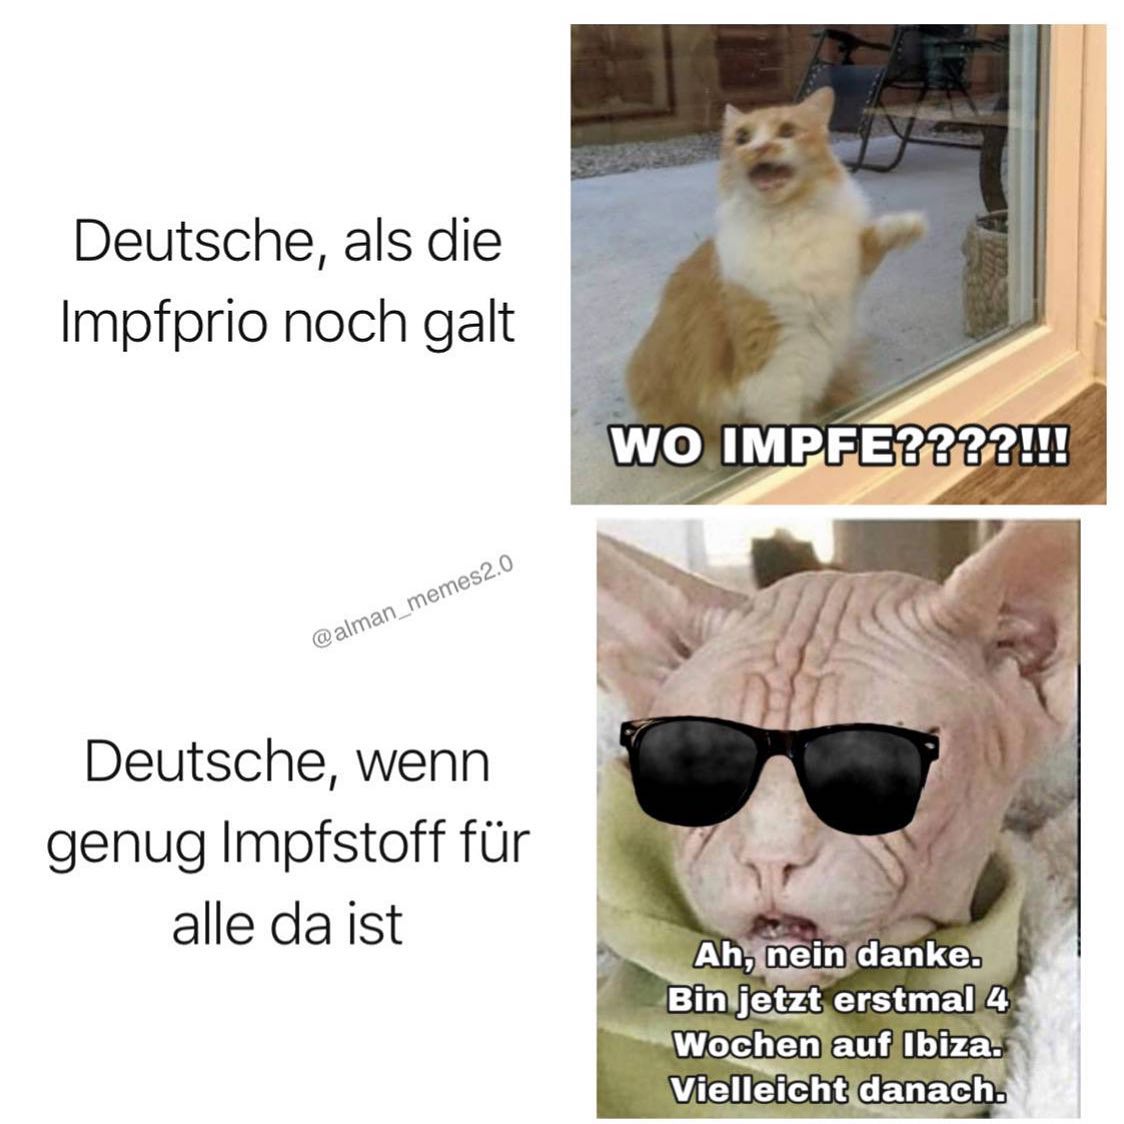 Deutsche, als die
Impfprio noch galt
WO IMPFE????!!!
@alman_memes2.0
Deutsche, wenn
genug Impfstoff für
alle da ist
Ah, nein danke.
Bin jetzt erstmal 4
Wochen auf Ibiza.
Vielleicht danach.